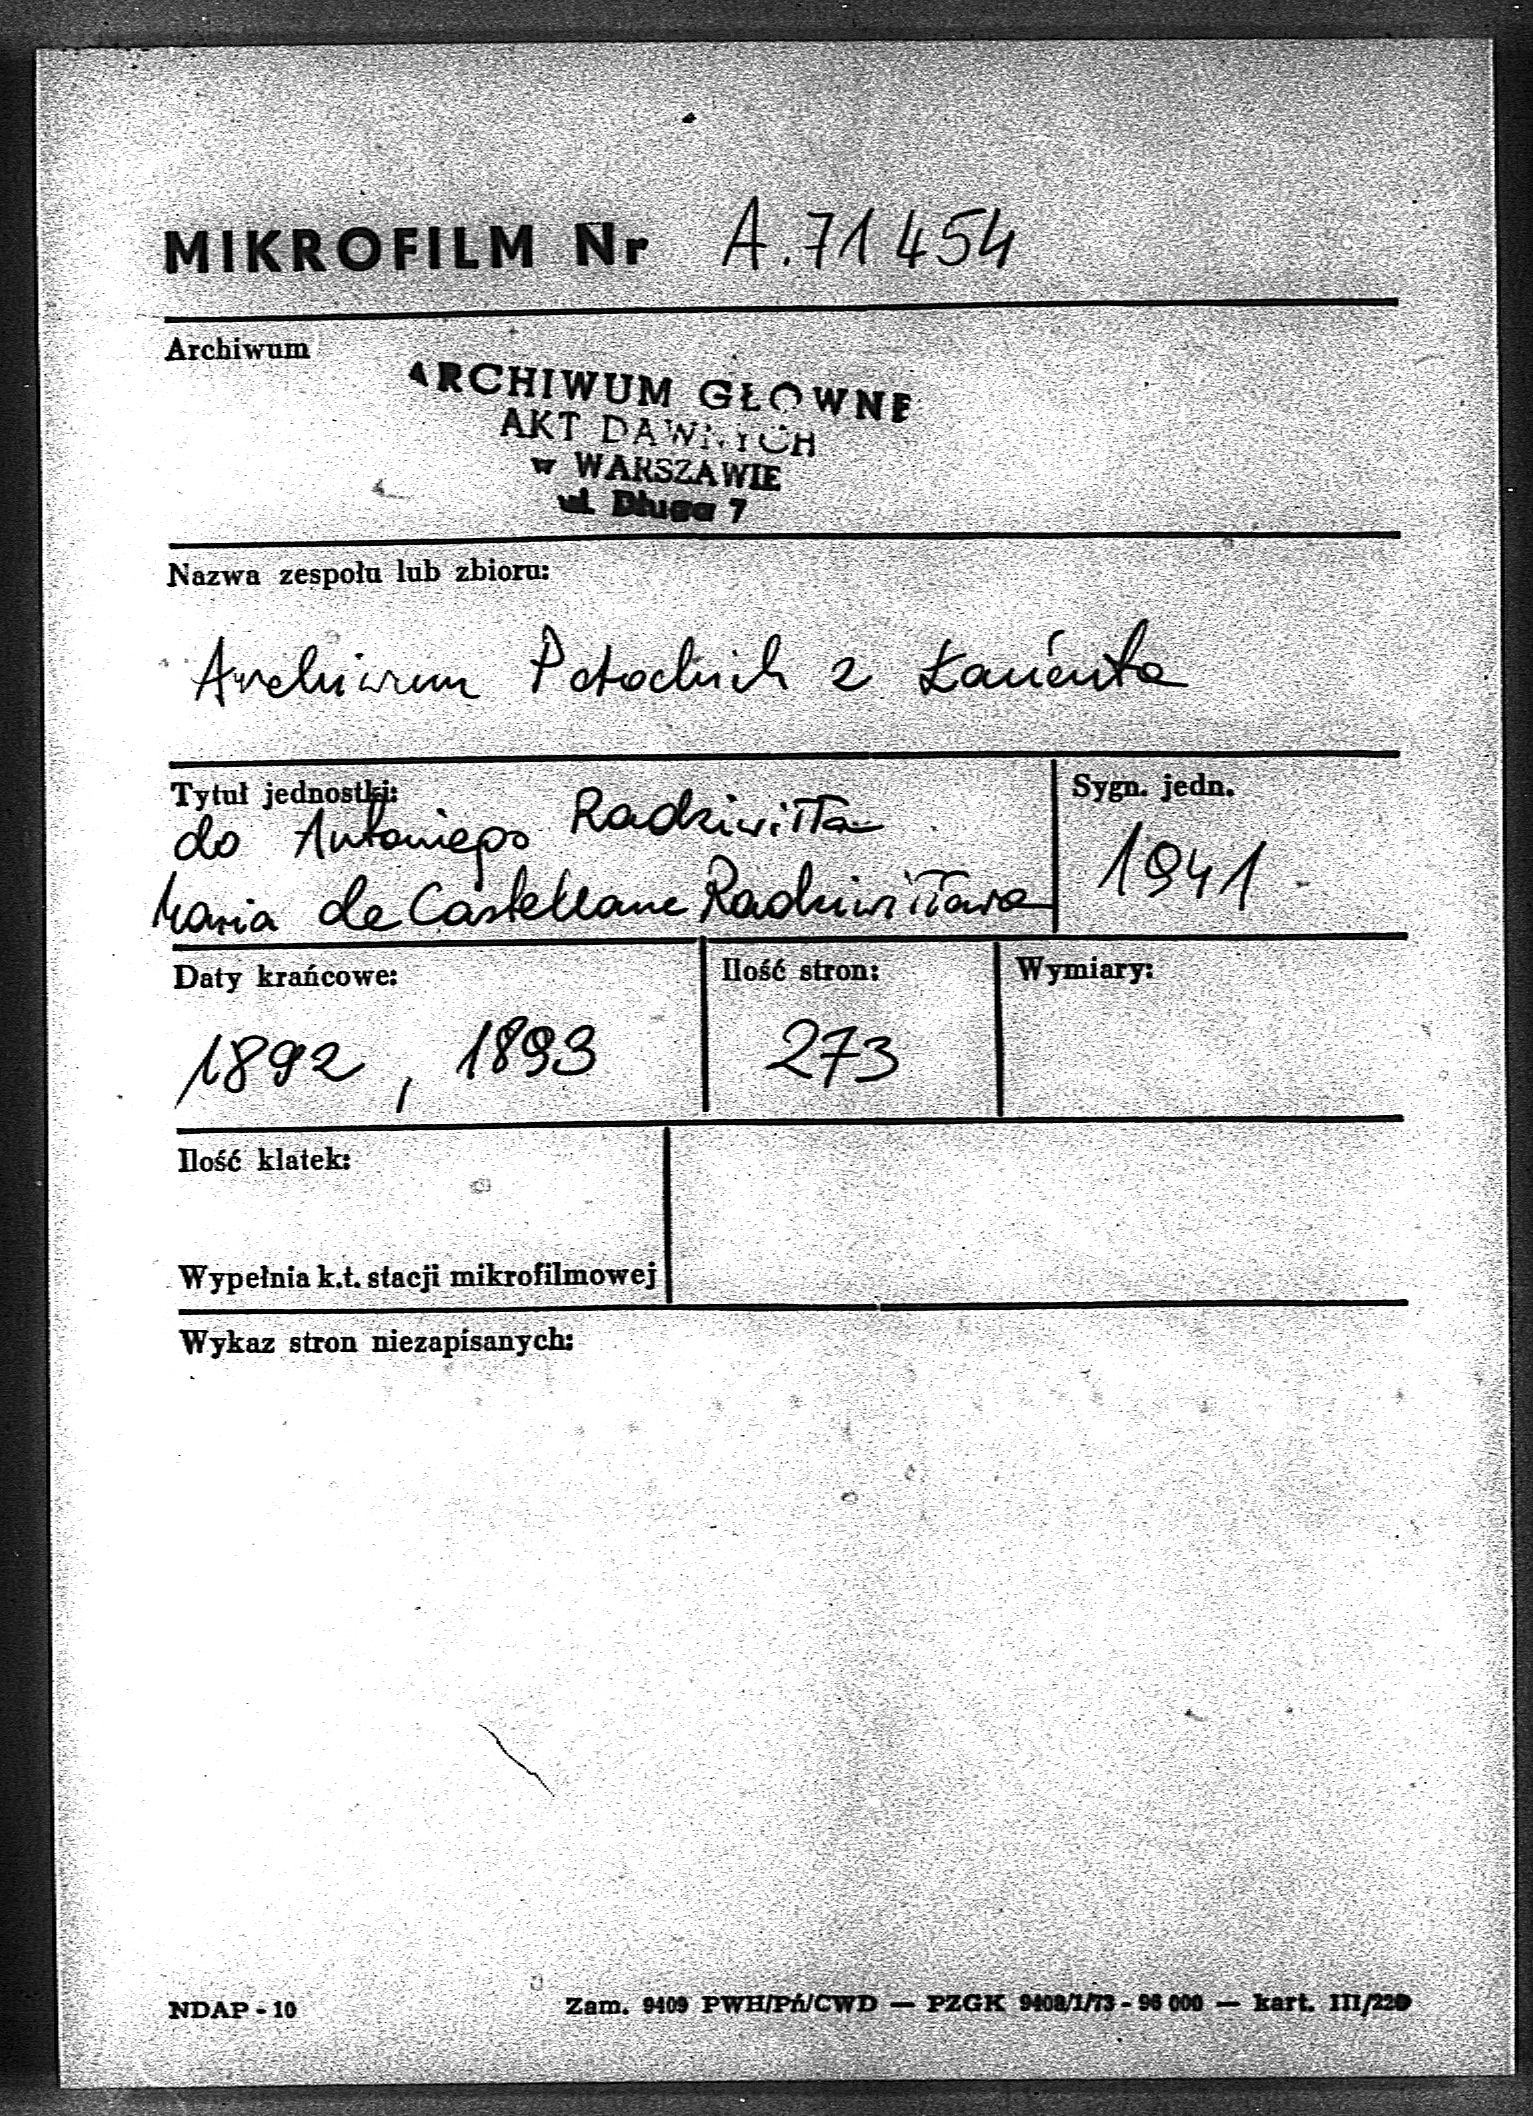 MIKROFILM Nr A.71454
Archiwum
ARCHIWUM GŁÓWNE
AKT DAWNYCH
w WARSZAWIE
ul. Długa 7
Nazwa zespołu lub zbioru:
Archiwum Potockich z Łańcuta
Tytuł jednostki:
Sygn. jedn.
do Antoniego Radziwiłła
1941
Maria de Castellane Radziwiłłowa
Daty krańcowe: Ilość stron: Wymiary:
1892, 1893 273
Ilość klatek:
Wypełnia k.t. stacji mikrofilmowej
Wykaz stron niezapisanych:
NDAP - 10 Zam. 9409 PWH/Pń/CWD — PZGK 9408/1/73 - 96 000 — kart. III/220